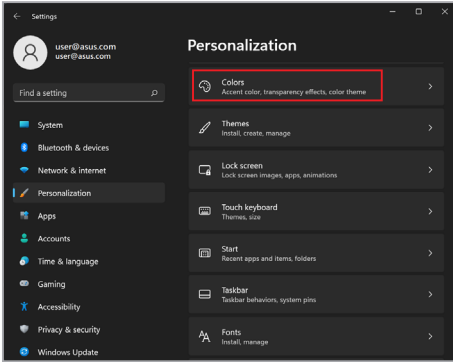 Settings
user@asus.com
user@asus.com
Find a setting
System
Bluetooth & devices
Network & internet
Personalization
Apps
Accounts
Time & language
Gaming
Accessibility
Privacy & security
Windows Update
Personalization
Colors
Accent color, transparency effects, color theme
Themes
Install, create, manage
Lock screen
Lock screen images, apps, animations
Touch keyboard
Themes, size
Start
Recent apps and items, folders
Taskbar
Taskbar behaviors, system pins
Fonts
Install, manage